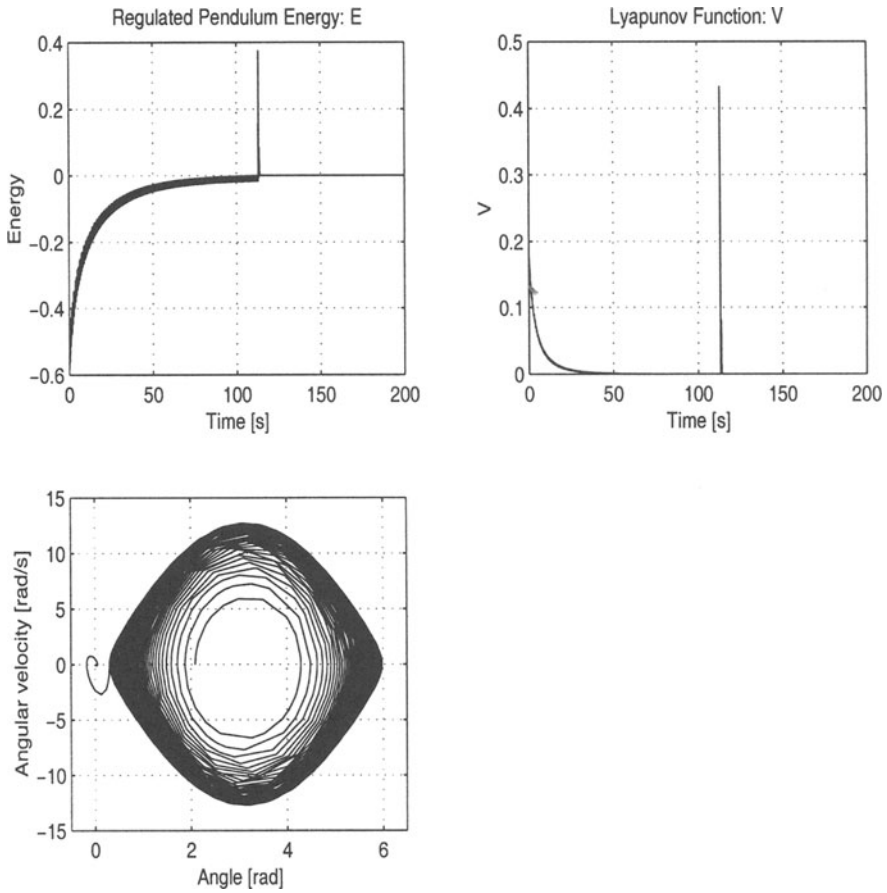 Regulated Pendulum Energy: E
0.4
0.2
0
−0.2
−0.4
−0.6
Energy
0 50 100 150 200
Time [s]
Lyapunov Function: V
0.5
0.4
0.3
0.2
0.1
0
V
0 50 100 150 200
Time [s]
15
10
5
0
−5
−10
−15
Angular velocity [rad/s]
0 2 4 6
Angle [rad]